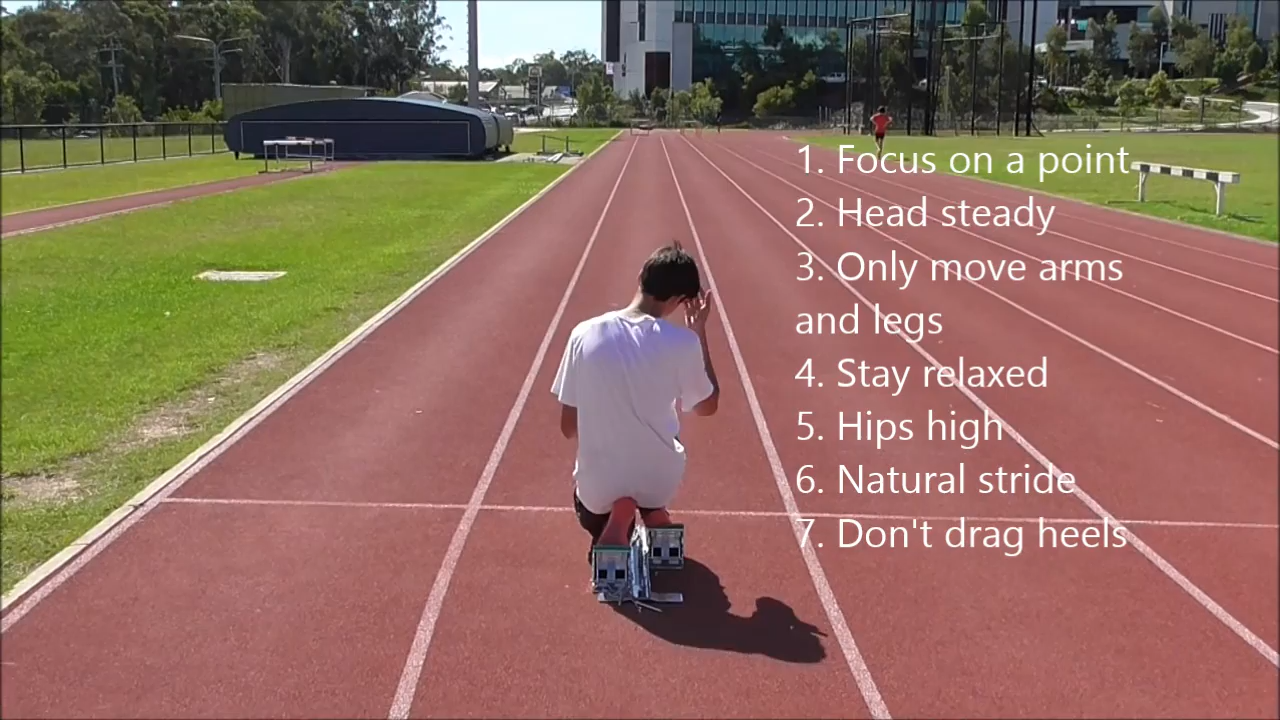 1. Focus on a point
2. Head steady
3. Only move arms
and legs
4. Stay relaxed
5. Hips high
6. Natural stride
7. Don't drag heels